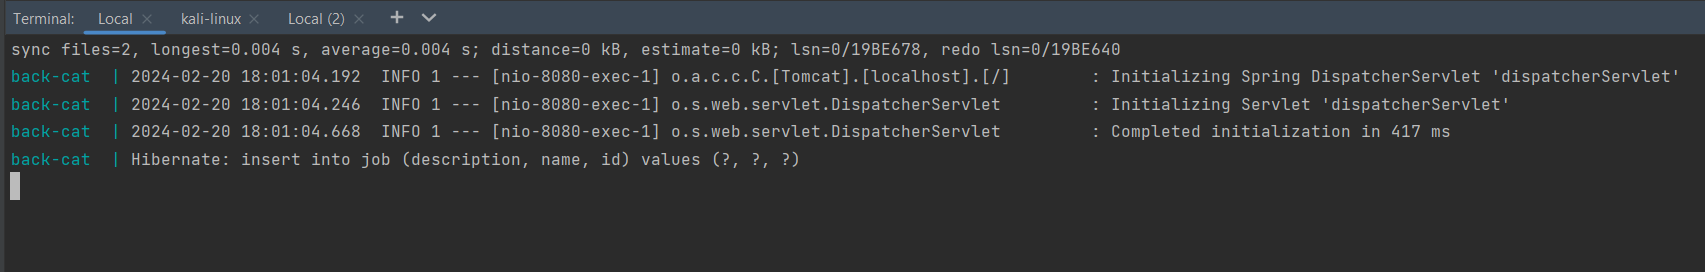 Terminal: Local × kali-linux × Local (2) × +
sync files=2, longest=0.004 s, average=0.004 s; distance=0 kB, estimate=0 kB; lsn=0/19BE678, redo lsn=0/19BE640
back-cat | 2024-02-20 18:01:04.192 INFO 1 --- [nio-8080-exec-1] o.a.c.c.C.[Tomcat].[localhost].[/] : Initializing Spring DispatcherServlet 'dispatcherServlet'
back-cat | 2024-02-20 18:01:04.246 INFO 1 --- [nio-8080-exec-1] o.s.web.servlet.DispatcherServlet : Initializing Servlet 'dispatcherServlet'
back-cat | 2024-02-20 18:01:04.668 INFO 1 --- [nio-8080-exec-1] o.s.web.servlet.DispatcherServlet : Completed initialization in 417 ms
back-cat | Hibernate: insert into job (description, name, id) values (?, ?, ?)